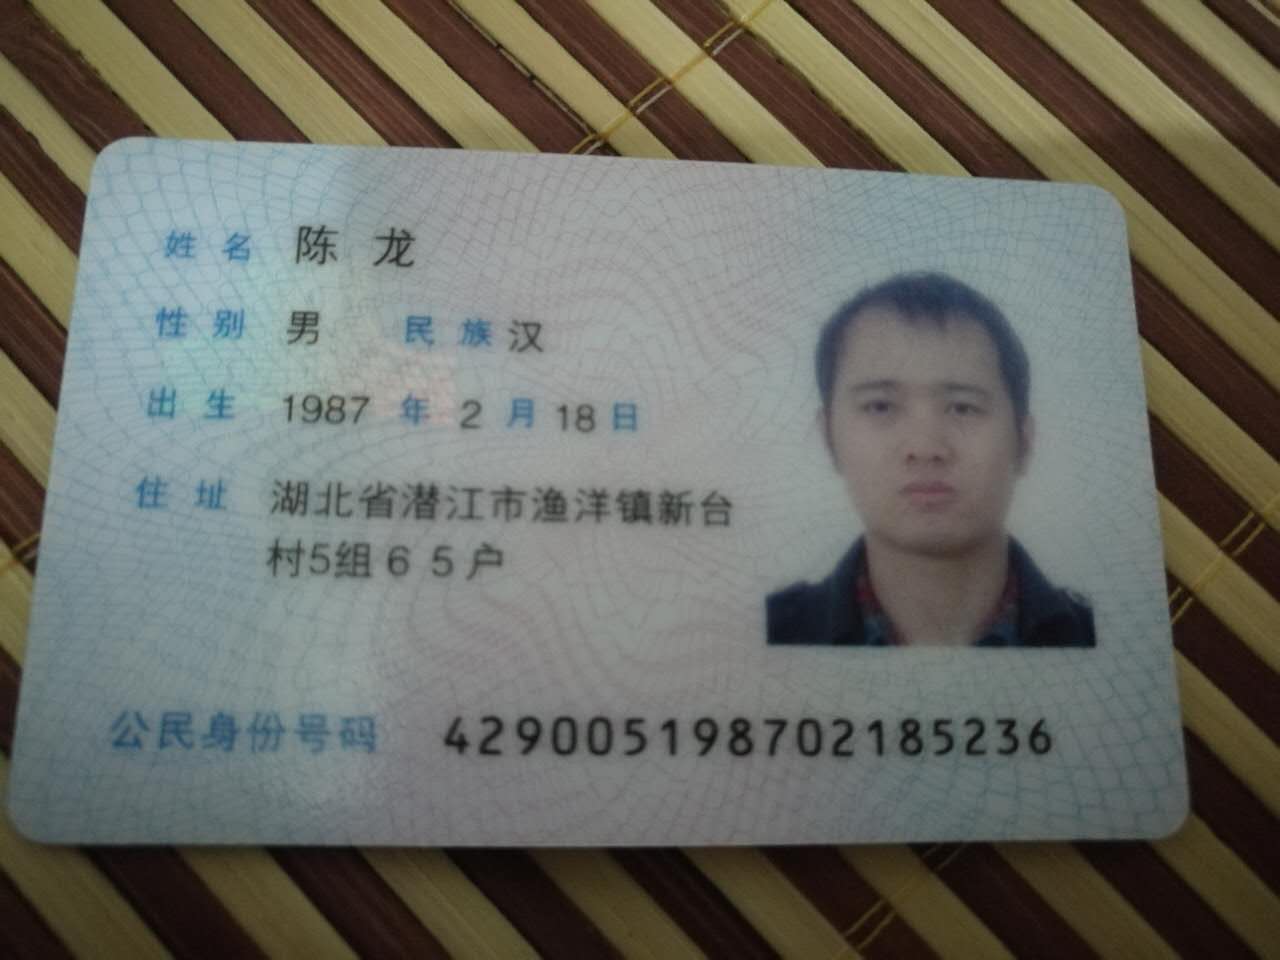 姓名 陈龙
性别 男 民族 汉
出生 1987 年 2 月 18 日
住址 湖北省潜江市渔洋镇新台
村5组65户
公民身份号码 429005198702185236